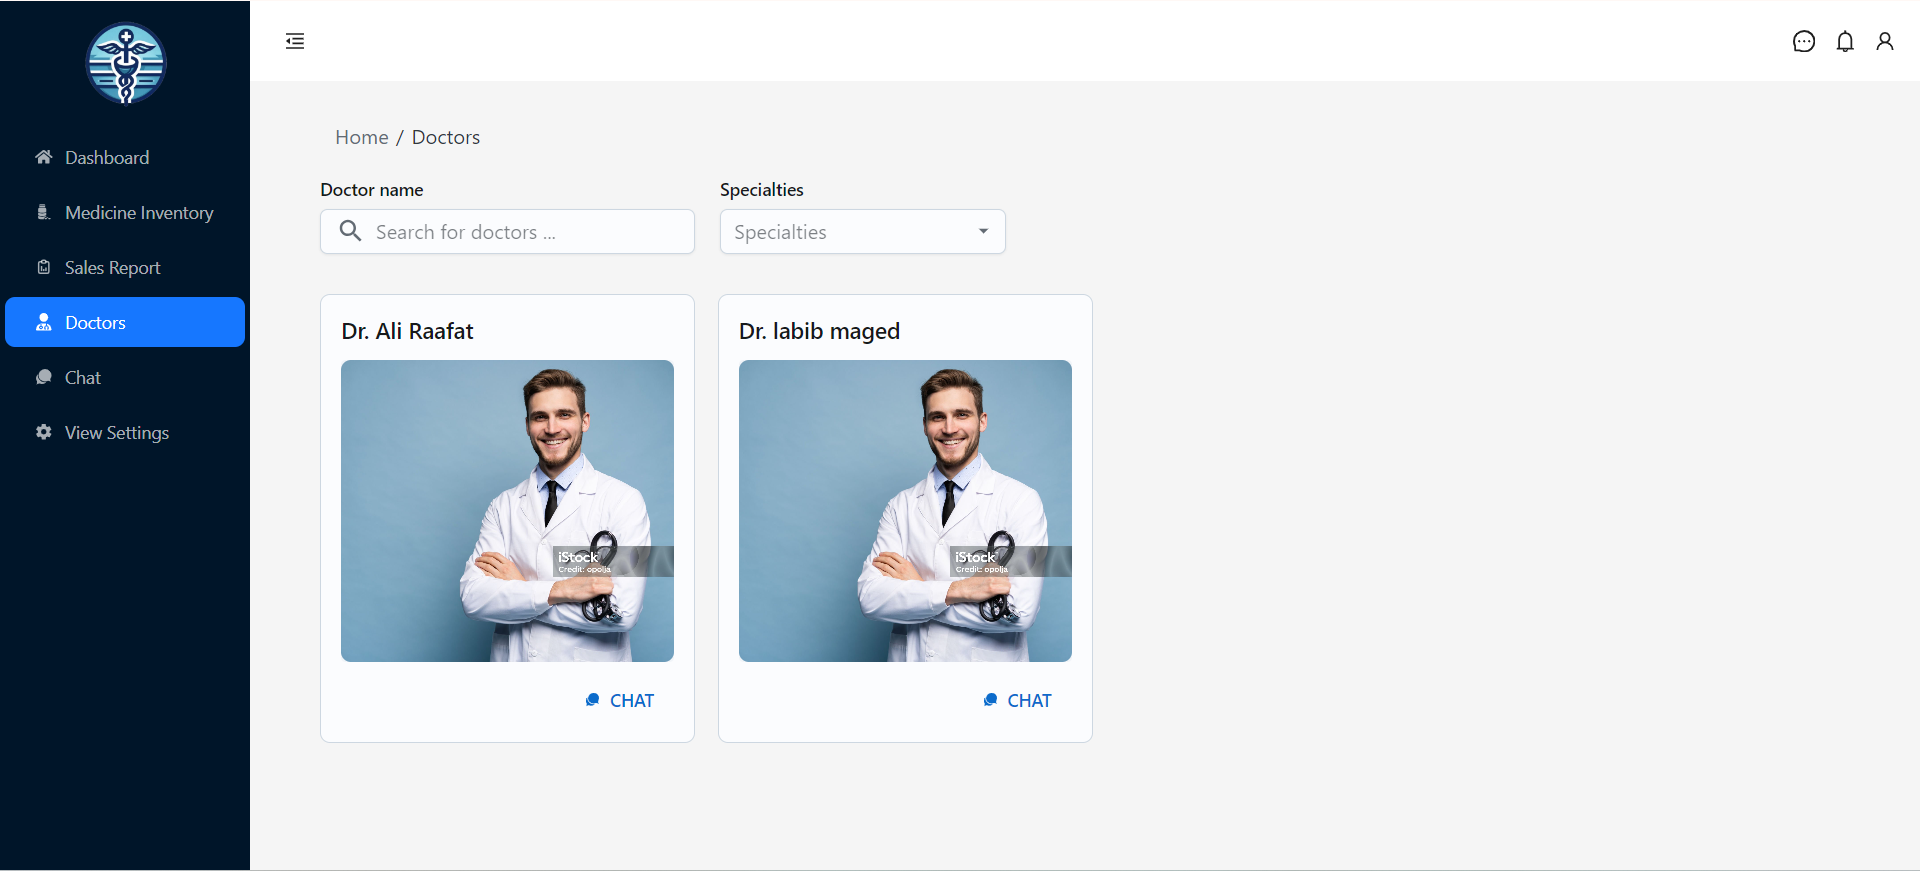 Dashboard
Medicine Inventory
Sales Report
Doctors
Chat
View Settings
Home / Doctors
Doctor name
Search for doctors ...
Specialties
Specialties
Dr. Ali Raafat
iStock
Credit: opolja
CHAT
Dr. labib maged
iStock
Credit: opolja
CHAT